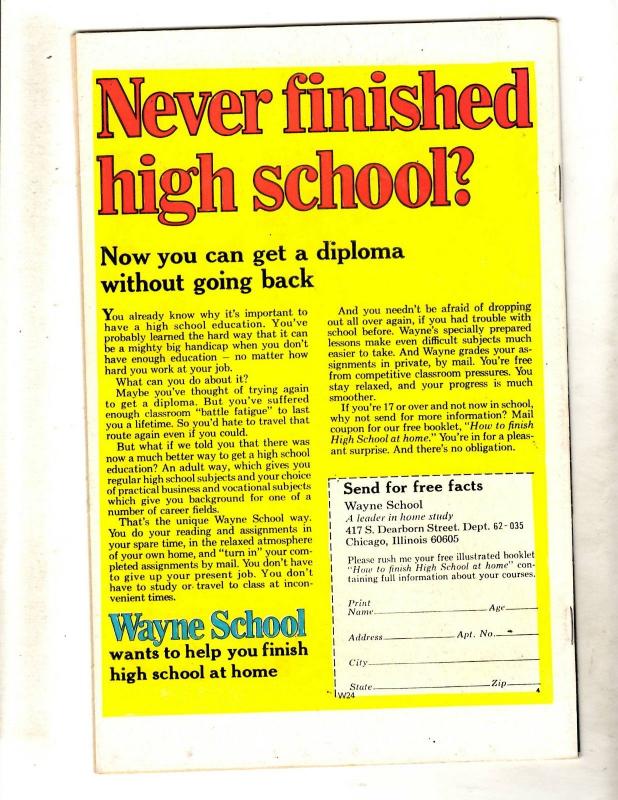 Never finished
high school?
Now you can get a diploma
without going back
You already know why it's important to
have a high school education. You've
probably learned the hard way that it can
be a mighty big handicap when you don't
have enough education – no matter how
hard you work at your job.
What can you do about it?
Maybe you've thought of trying again
to get a diploma. But you've suffered
enough classroom "battle fatigue" to last
you a lifetime. So you'd hate to travel that
route again even if you could.
But what if we told you that there was
now a much better way to get a high school
education? An adult way, which gives you
regular high school subjects and your choice
of practical business and vocational subjects
which give you background for one of a
number of career fields.
That's the unique Wayne School way.
You do your reading and assignments in
your spare time, in the relaxed atmosphere
of your own home, and "turn in" your com-
pleted assignments by mail. You don't have
to give up your present job. You don't
have to study or travel to class at incon-
venient times.
Wayne School
wants to help you finish
high school at home
And you needn't be afraid of dropping
out all over again, if you had trouble with
school before. Wayne's specially prepared
lessons make even difficult subjects much
easier to take. And Wayne grades your as-
signments in private, by mail. You're free
from competitive classroom pressures. You
stay relaxed, and your progress is much
smoother.
If you're 17 or over and not now in school,
why not send for more information? Mail
coupon for our free booklet, "How to finish
High School at home." You're in for a pleas-
ant surprise. And there's no obligation.
Send for free facts
Wayne School
A leader in home study
417 S. Dearborn Street. Dept. 62-035
Chicago, Illinois 60605
Please rush me your free illustrated booklet
"How to finish High School at home" con-
taining full information about your courses.
Print
Name Age
Address Apt. No.
City
State Zip
W24 4